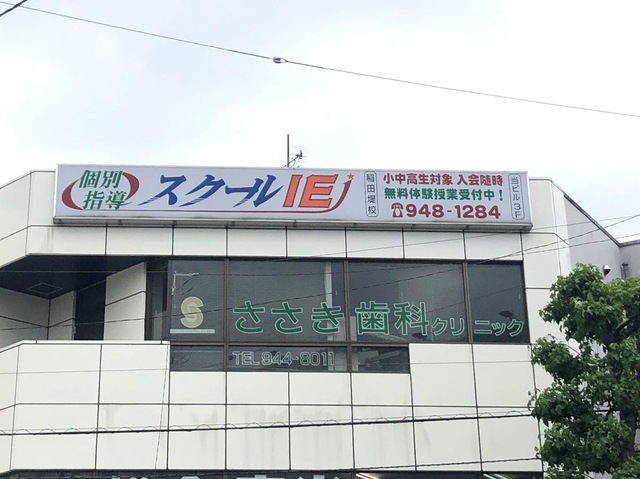 個別
指導
スクールIE
稲田堤校
小中高生対象 入会随時
無料体験授業受付中！
☎948-1284
当ビル3F
S
ささき歯科クリニック
TEL 944-8011